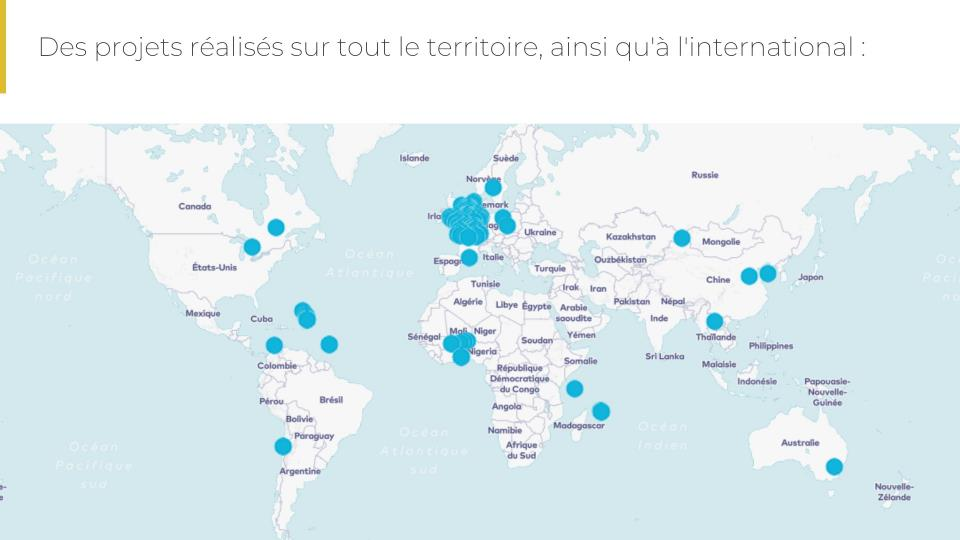 Des projets réalisés sur tout le territoire, ainsi qu'à l'international :
Islande
Suède
Norvège
Russie
Canada
Irla
emark
ag
Ukraine
Kazakhstan
Mongolie
Océan
Pacifique
nord
États-Unis
Océan
Atlantique
Espagn
Italie
Turquie
Ouzbékistan
Chine
Japon
Tunisie
Irak
Iran
Mexique
Cuba
Algérie
Libye
Égypte
Arabie
saoudite
Pakistan
Népal
Inde
Sénégal
Mali
Niger
Soudan
Yémen
Thaïlande
Philippines
Nigeria
Somalie
Sri Lanka
Malaisie
Colombie
République
Démocratique
du Congo
Indonésie
Papouasie-
Nouvelle-
Guinée
Pérou
Brésil
Angola
Bolivie
Madagascar
Paraguay
Namibie
Océan
Indien
Océan
Pacifique
sud
Océan
Atlantique
sud
Afrique
du Sud
Australie
Argentine
Nouvelle-
Zélande